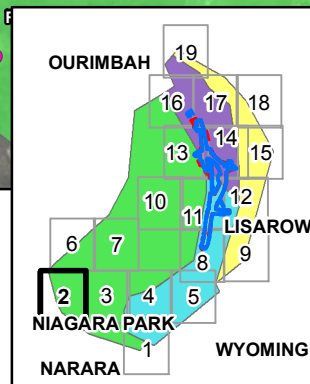 19
OURIMBAH
16 17 18
13 14 15
10 11 12
LISAROW
6 7 8 9
2 3 4 5
NIAGARA PARK
1 WYOMING
NARARA